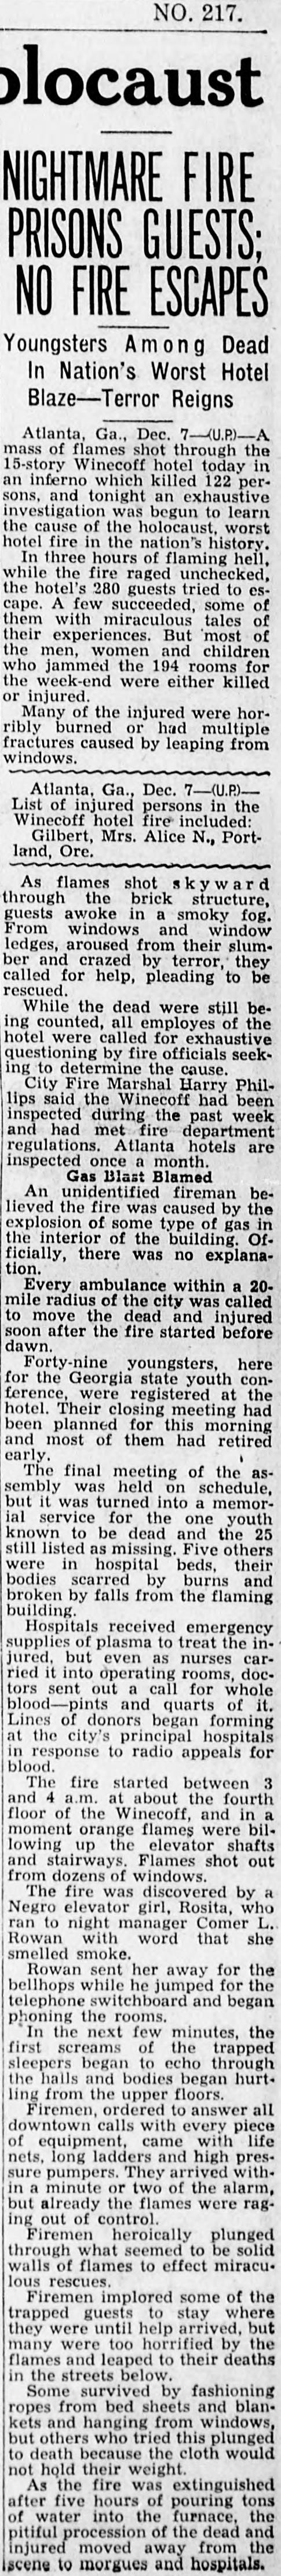 NO. 217.
olocaust
NIGHTMARE FIRE
PRISONS GUESTS;
NO FIRE ESCAPES
Youngsters Among Dead
In Nation's Worst Hotel
Blaze—Terror Reigns
Atlanta, Ga., Dec. 7—(U.P.)—A
mass of flames shot through the
15-story Winecoff hotel today in
an inferno which killed 122 per-
sons, and tonight an exhaustive
investigation was begun to learn
the cause of the holocaust, worst
hotel fire in the nation's history.
In three hours of flaming hell,
while the fire raged unchecked,
the hotel's 280 guests tried to es-
cape. A few succeeded, some of
them with miraculous tales of
their experiences. But most of
the men, women and children
who jammed the 194 rooms for
the week-end were either killed
or injured.
Many of the injured were hor-
ribly burned or had multiple
fractures caused by leaping from
windows.
Atlanta, Ga., Dec. 7—(U.P.)—
List of injured persons in the
Winecoff hotel fire included:
Gilbert, Mrs. Alice N., Port-
land, Ore.
As flames shot skyward
through the brick structure,
guests awoke in a smoky fog.
From windows and window
ledges, aroused from their slum-
ber and crazed by terror, they
called for help, pleading to be
rescued.
While the dead were still be-
ing counted, all employes of the
hotel were called for exhaustive
questioning by fire officials seek-
ing to determine the cause.
City Fire Marshal Harry Phil-
lips said the Winecoff had been
inspected during the past week
and had met fire department
regulations. Atlanta hotels are
inspected once a month.
Gas Blast Blamed
An unidentified fireman be-
lieved the fire was caused by the
explosion of some type of gas in
the interior of the building. Of-
ficially, there was no explana-
tion.
Every ambulance within a 20-
mile radius of the city was called
to move the dead and injured
soon after the fire started before
dawn.
Forty-nine youngsters, here
for the Georgia state youth con-
ference, were registered at the
hotel. Their closing meeting had
been planned for this morning
and most of them had retired
early.
The final meeting of the as-
sembly was held on schedule,
but it was turned into a memor-
ial service for the one youth
known to be dead and the 25
still listed as missing. Five others
were in hospital beds, their
bodies scarred by burns and
broken by falls from the flaming
building.
Hospitals received emergency
supplies of plasma to treat the in-
jured, but even as nurses car-
ried it into operating rooms, doc-
tors sent out a call for whole
blood—pints and quarts of it.
Lines of donors began forming
at the city's principal hospitals
in response to radio appeals for
blood.
The fire started between 3
and 4 a.m. at about the fourth
floor of the Winecoff, and in a
moment orange flames were bil-
lowing up the elevator shafts
and stairways. Flames shot out
from dozens of windows.
The fire was discovered by a
Negro elevator girl, Rosita, who
ran to night manager Comer L.
Rowan with word that she
smelled smoke.
Rowan sent her away for the
bellhops while he jumped for the
telephone switchboard and began
phoning the rooms.
In the next few minutes, the
first screams of the trapped
sleepers began to echo through
the halls and bodies began hurt-
ling from the upper floors.
Firemen, ordered to answer all
downtown calls with every piece
of equipment, came with life
nets, long ladders and high pres-
sure pumpers. They arrived with-
in a minute or two of the alarm,
but already the flames were rag-
ing out of control.
Firemen heroically plunged
through what seemed to be solid
walls of flames to effect miracu-
lous rescues.
Firemen implored some of the
trapped guests to stay where
they were until help arrived, but
many were too horrified by the
flames and leaped to their deaths
in the streets below.
Some survived by fashioning
ropes from bed sheets and blan-
kets and hanging from windows,
but others who tried this plunged
to death because the cloth would
not hold their weight.
As the fire was extinguished
after five hours of pouring tons
of water into the furnace, the
pitiful procession of the dead and
injured moved away from the
scene to morgues and hospitals.